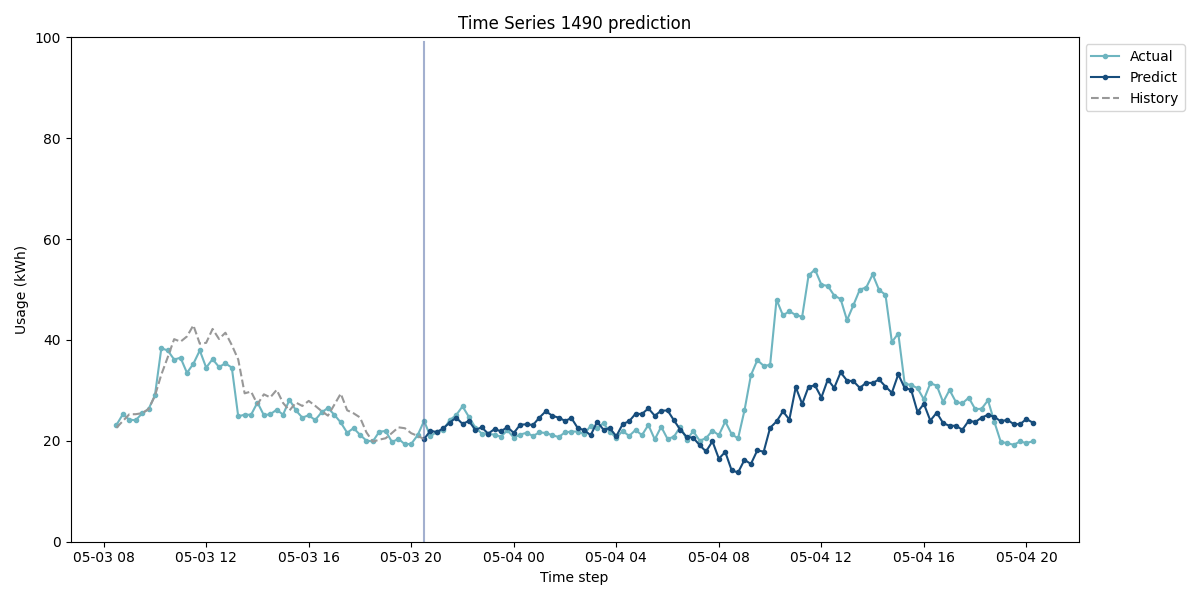 Time Series 1490 prediction
100
80
60
40
20
0
Usage (kWh)
05-03 08
05-03 12
05-03 16
05-03 20
05-04 00
05-04 04
05-04 08
05-04 12
05-04 16
05-04 20
Time step
Actual
Predict
History